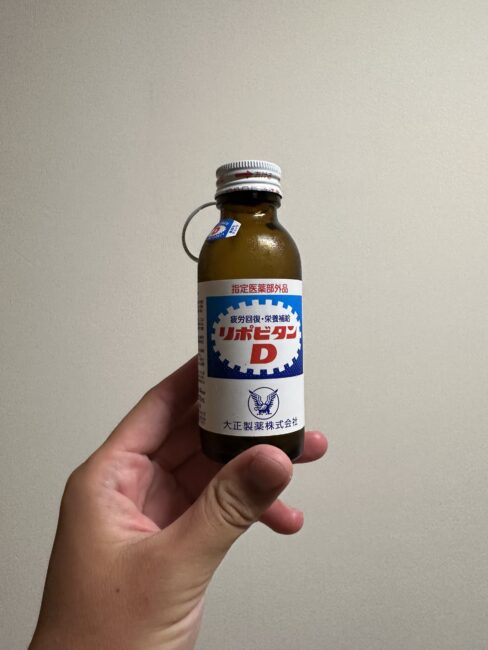 指定医薬部外品
疲労回復・栄養補給
リポビタン
D
大正製薬株式会社